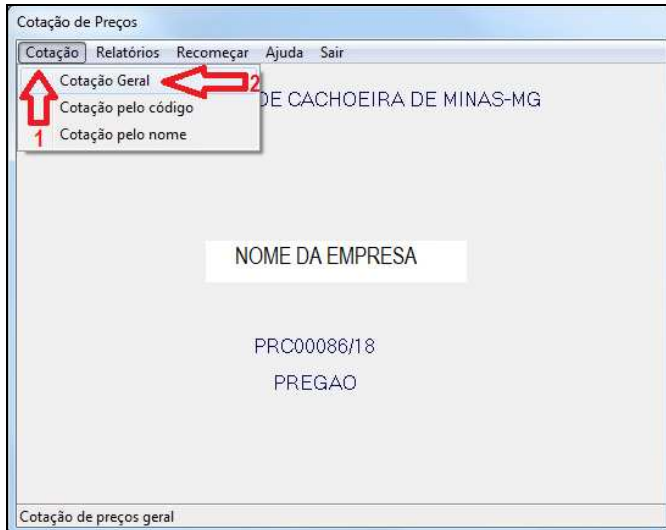 Cotação de Preços
Cotação Relatórios Recomeçar Ajuda Sair
Cotação Geral 2
DE CACHOEIRA DE MINAS-MG
Cotação pelo código
1 Cotação pelo nome
NOME DA EMPRESA
PRC00086/18
PREGAO
Cotação de preços geral